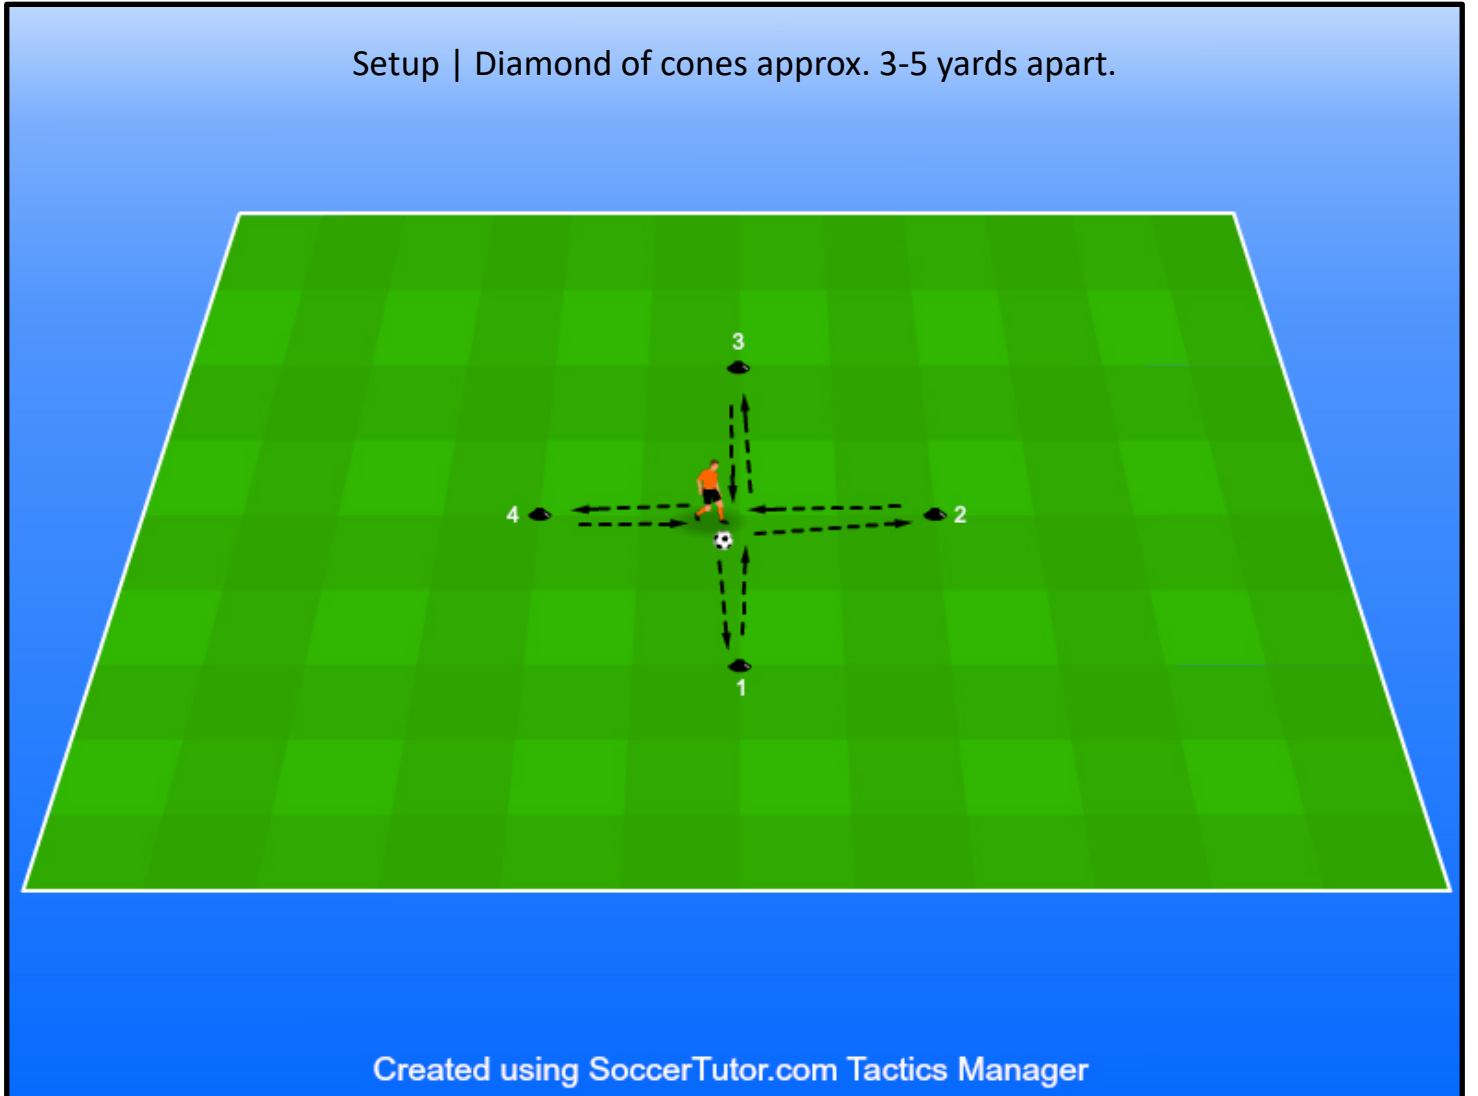 Setup | Diamond of cones approx. 3-5 yards apart.
3
4
2
1
Created using SoccerTutor.com Tactics Manager